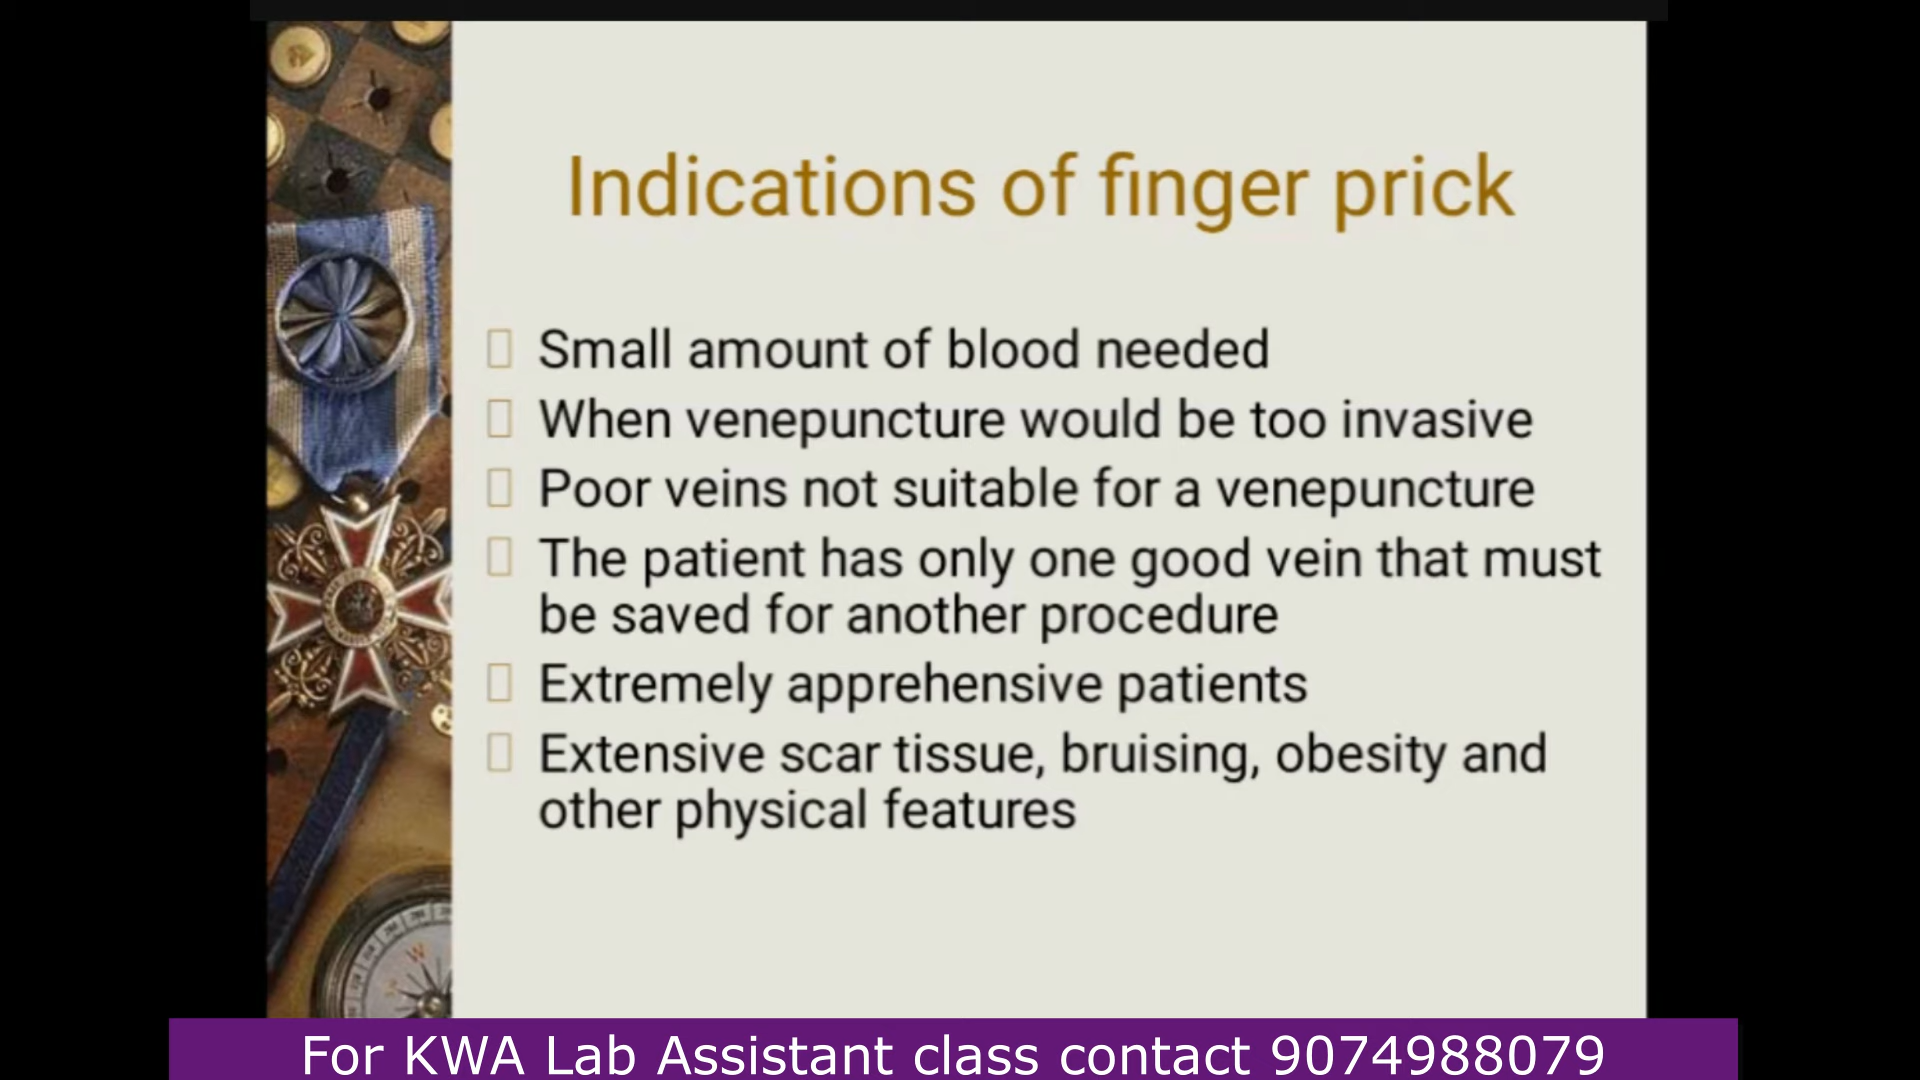 Indications of finger prick
Small amount of blood needed
When venepuncture would be too invasive
Poor veins not suitable for a venepuncture
The patient has only one good vein that must
be saved for another procedure
Extremely apprehensive patients
Extensive scar tissue, bruising, obesity and
other physical features
For KWA Lab Assistant class contact 9074988079